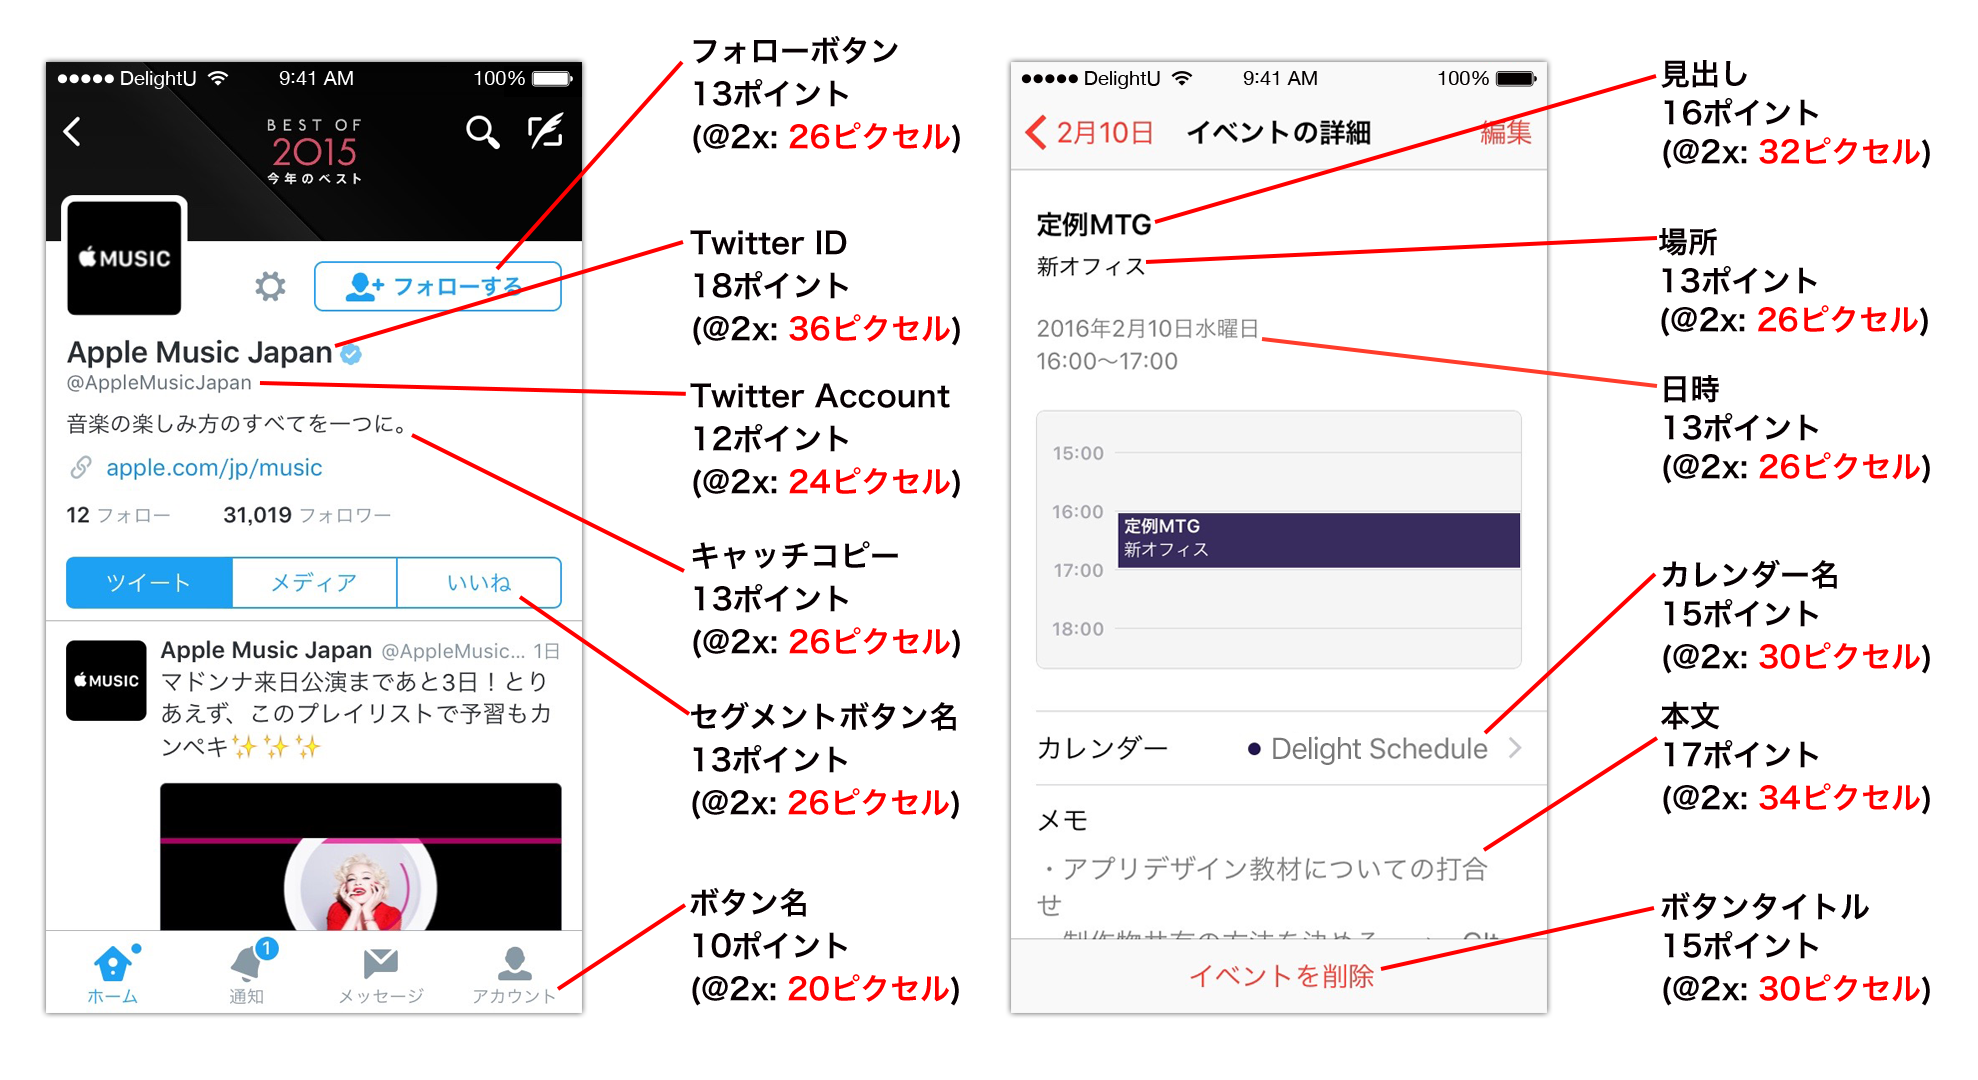 DelightU 9:41 AM 100%
BEST OF
2015
今年のベスト
MUSIC
フォローする
Apple Music Japan
@AppleMusicJapan
音楽の楽しみ方のすべてを一つに。
apple.com/jp/music
12 フォロー 31,019 フォロワー
ツイート メディア いいね
MUSIC
Apple Music Japan @AppleMusic... 1日
マドンナ来日公演まであと3日！とり
あえず、このプレイリストで予習もカ
ンペキ✨✨✨
1
ホーム 通知 メッセージ アカウント
フォローボタン
13ポイント
(@2x: 26ピクセル)
Twitter ID
18ポイント
(@2x: 36ピクセル)
Twitter Account
12ポイント
(@2x: 24ピクセル)
キャッチコピー
13ポイント
(@2x: 26ピクセル)
セグメントボタン名
13ポイント
(@2x: 26ピクセル)
ボタン名
10ポイント
(@2x: 20ピクセル)
DelightU 9:41 AM 100%
2月10日 イベントの詳細 編集
定例MTG
新オフィス
2016年2月10日水曜日
16:00〜17:00
15:00
16:00
定例MTG
新オフィス
17:00
18:00
カレンダー Delight Schedule
メモ
・アプリデザイン教材についての打合
せ
イベントを削除
見出し
16ポイント
(@2x: 32ピクセル)
場所
13ポイント
(@2x: 26ピクセル)
日時
13ポイント
(@2x: 26ピクセル)
カレンダー名
15ポイント
(@2x: 30ピクセル)
本文
17ポイント
(@2x: 34ピクセル)
ボタンタイトル
15ポイント
(@2x: 30ピクセル)